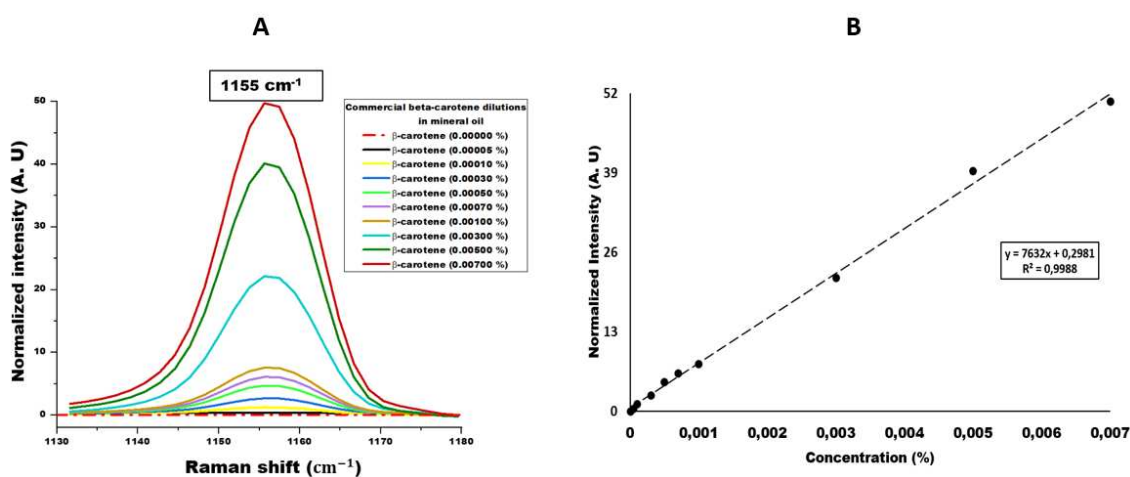 A
1155 cm⁻¹
Normalized intensity (A. U)
50
40
30
20
10
0
1130
1140
1150
1160
1170
1180
Raman shift (cm⁻¹)
Commercial beta-carotene dilutions
in mineral oil
β-carotene (0.00000 %)
β-carotene (0.00005 %)
β-carotene (0.00010 %)
β-carotene (0.00030 %)
β-carotene (0.00050 %)
β-carotene (0.00070 %)
β-carotene (0.00100 %)
β-carotene (0.00300 %)
β-carotene (0.00500 %)
β-carotene (0.00700 %)
B
Normalized Intensity (A. U)
52
39
26
13
0
y = 7632x + 0,2981
R² = 0,9988
0
0,001
0,002
0,003
0,004
0,005
0,006
0,007
Concentration (%)